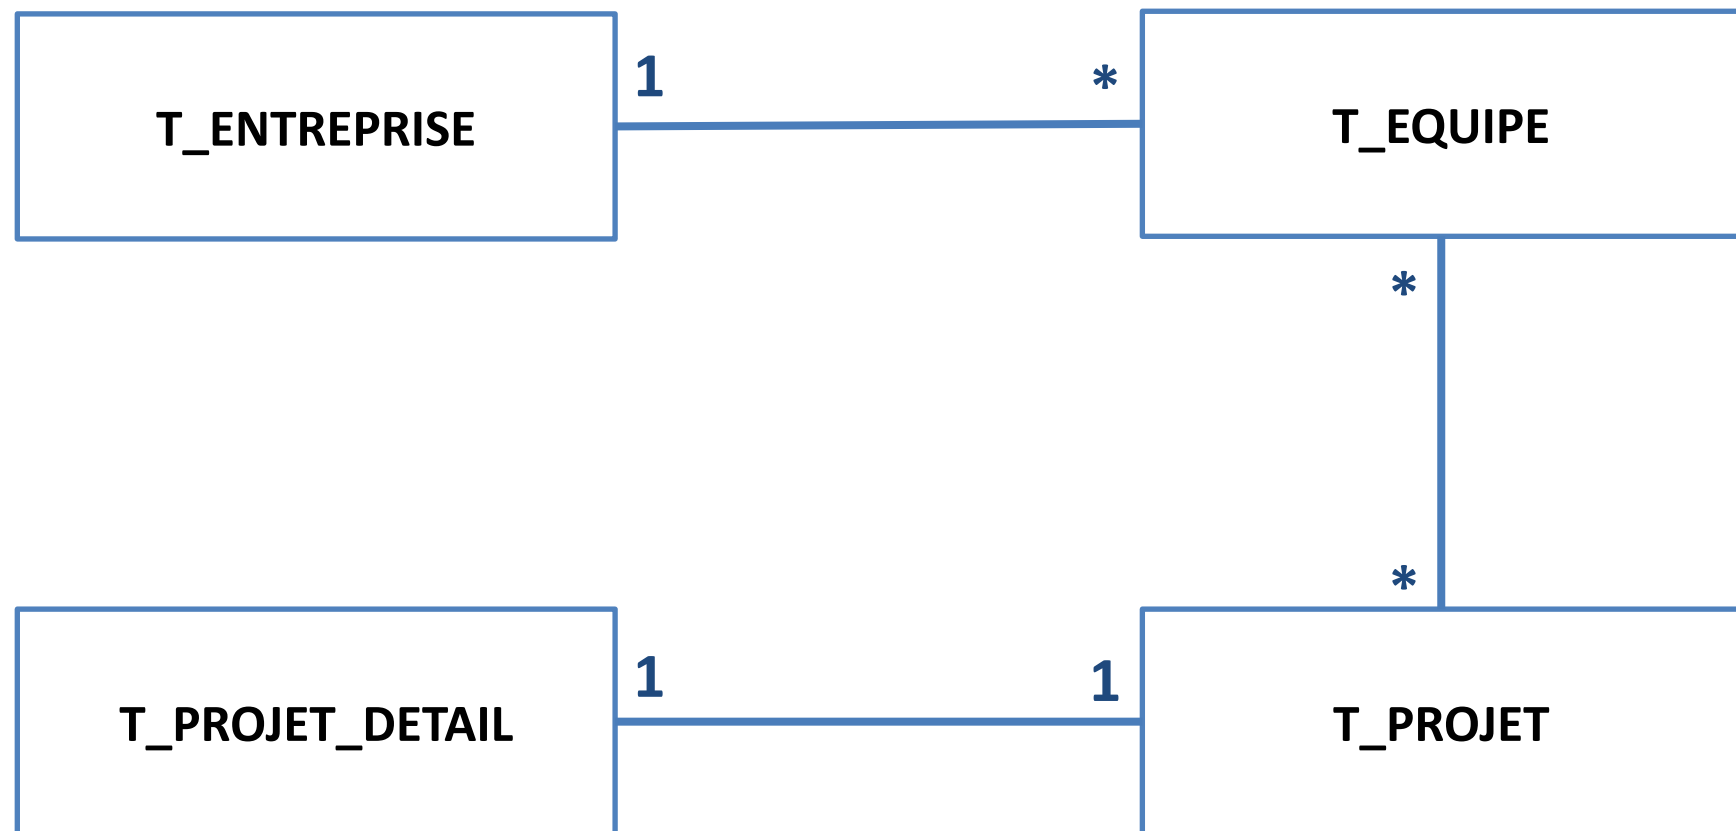 T_ENTREPRISE
1
*
T_EQUIPE
*
*
T_PROJET_DETAIL
1
1
T_PROJET